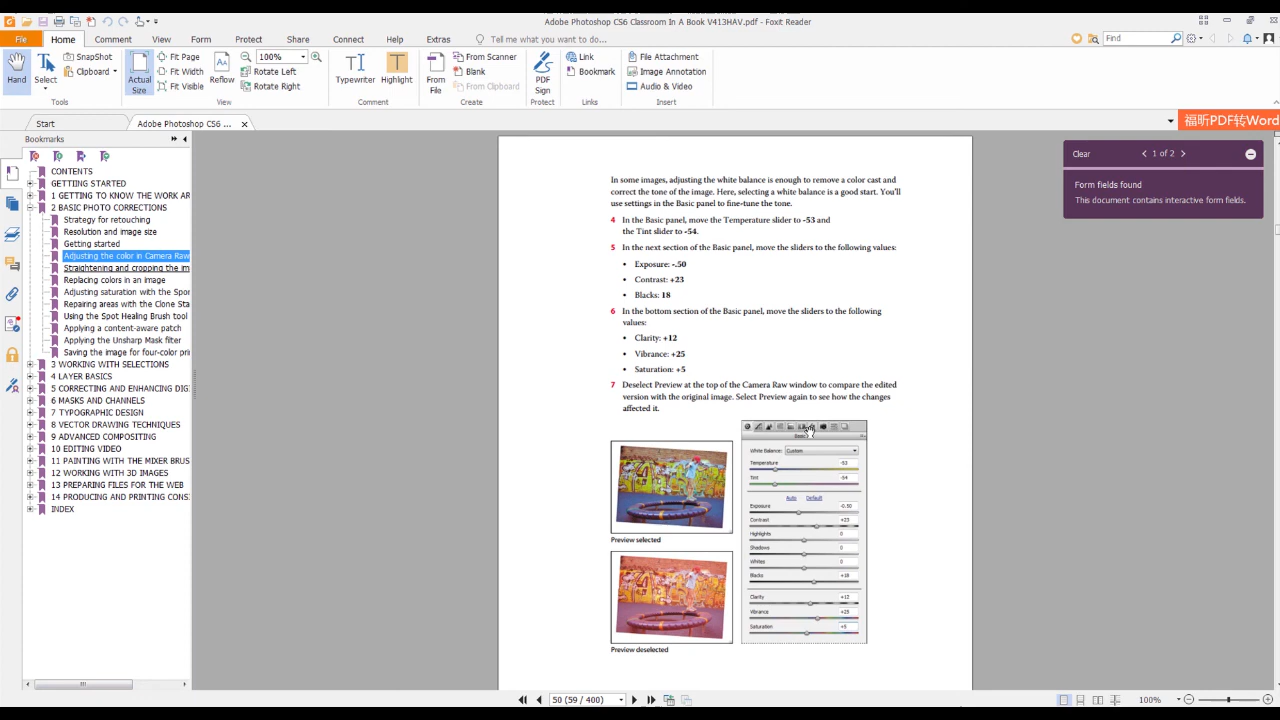 Adobe Photoshop CS6 Classroom In A Book V413HAV.pdf - Foxit Reader
File Home Comment View Form Protect Share Connect Help Extras Tell me what you want to do... Find
Hand
Select
SnapShot
Clipboard
Tools
Actual Size
Fit Page
Fit Width
Fit Visible
Reflow
100%
Rotate Left
Rotate Right
View
Typewriter
Highlight
Comment
From File
From Scanner
Blank
From Clipboard
Create
PDF Sign
Protect
Link
Bookmark
Links
File Attachment
Image Annotation
Audio & Video
Insert
Start
Adobe Photoshop CS6 ...
福昕PDF转Word
Bookmarks
CONTENTS
GETTING STARTED
1 GETTING TO KNOW THE WORK AR
2 BASIC PHOTO CORRECTIONS
Strategy for retouching
Resolution and image size
Getting started
Adjusting the color in Camera Raw
Straightening and cropping the im
Replacing colors in an image
Adjusting saturation with the Spor
Repairing areas with the Clone Sta
Using the Spot Healing Brush tool
Applying a content-aware patch
Applying the Unsharp Mask filter
Saving the image for four-color pri
3 WORKING WITH SELECTIONS
4 LAYER BASICS
5 CORRECTING AND ENHANCING DIG
6 MASKS AND CHANNELS
7 TYPOGRAPHIC DESIGN
8 VECTOR DRAWING TECHNIQUES
9 ADVANCED COMPOSITING
10 EDITING VIDEO
11 PAINTING WITH THE MIXER BRUS
12 WORKING WITH 3D IMAGES
13 PREPARING FILES FOR THE WEB
14 PRODUCING AND PRINTING CONS
INDEX
In some images, adjusting the white balance is enough to remove a color cast and
correct the tone of the image. Here, selecting a white balance is a good start. You'll
use settings in the Basic panel to fine-tune the tone.
4 In the Basic panel, move the Temperature slider to -53 and
the Tint slider to -54.
5 In the next section of the Basic panel, move the sliders to the following values:
• Exposure: -.50
• Contrast: +23
• Blacks: 18
6 In the bottom section of the Basic panel, move the sliders to the following
values:
• Clarity: +12
• Vibrance: +25
• Saturation: +5
7 Deselect Preview at the top of the Camera Raw window to compare the edited
version with the original image. Select Preview again to see how the changes
affected it.
Preview selected
Preview deselected
White Balance: Custom
Temperature -53
Tint -54
Auto Default
Exposure -0.50
Contrast +23
Highlights 0
Shadows 0
Whites 0
Blacks +18
Clarity +12
Vibrance +25
Saturation +5
Clear 1 of 2
Form fields found
This document contains interactive form fields.
50 (59 / 400)
100%